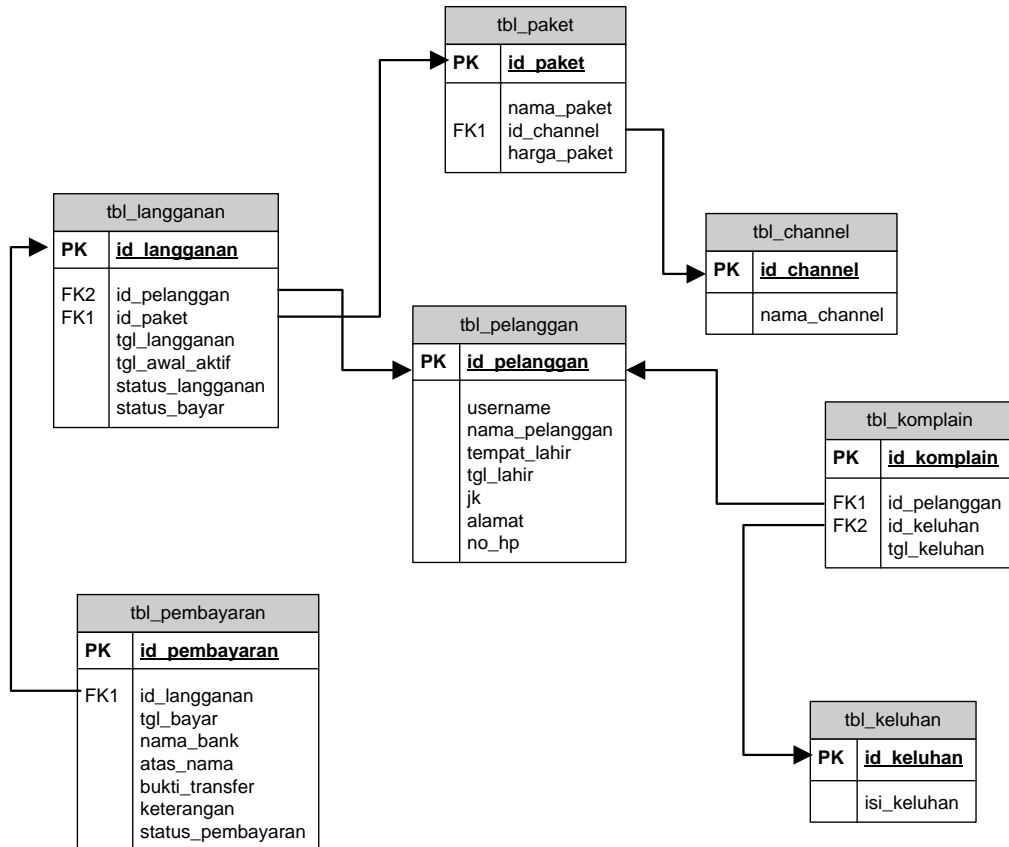 tbl_paket
PK id_paket
nama_paket
FK1 id_channel
harga_paket
tbl_langganan
PK id_langganan
FK2 id_pelanggan
FK1 id_paket
tgl_langganan
tgl_awal_aktif
status_langganan
status_bayar
tbl_channel
PK id_channel
nama_channel
tbl_pelanggan
PK id_pelanggan
username
nama_pelanggan
tempat_lahir
tgl_lahir
jk
alamat
no_hp
tbl_komplain
PK id_komplain
FK1 id_pelanggan
FK2 id_keluhan
tgl_keluhan
tbl_pembayaran
PK id_pembayaran
FK1 id_langganan
tgl_bayar
nama_bank
atas_nama
bukti_transfer
keterangan
status_pembayaran
tbl_keluhan
PK id_keluhan
isi_keluhan